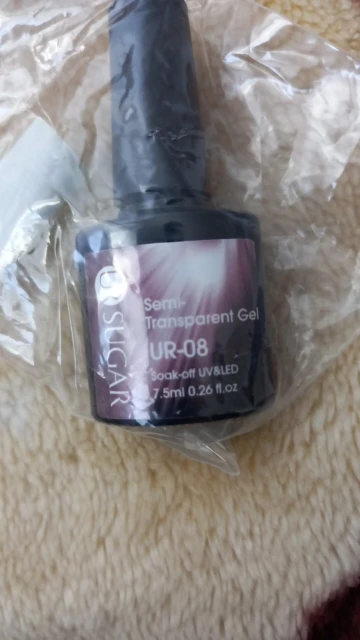 UR SUGAR
Semi-
Transparent Gel
UR-08
Soak-off UV&LED
7.5ml 0.26 fl.oz